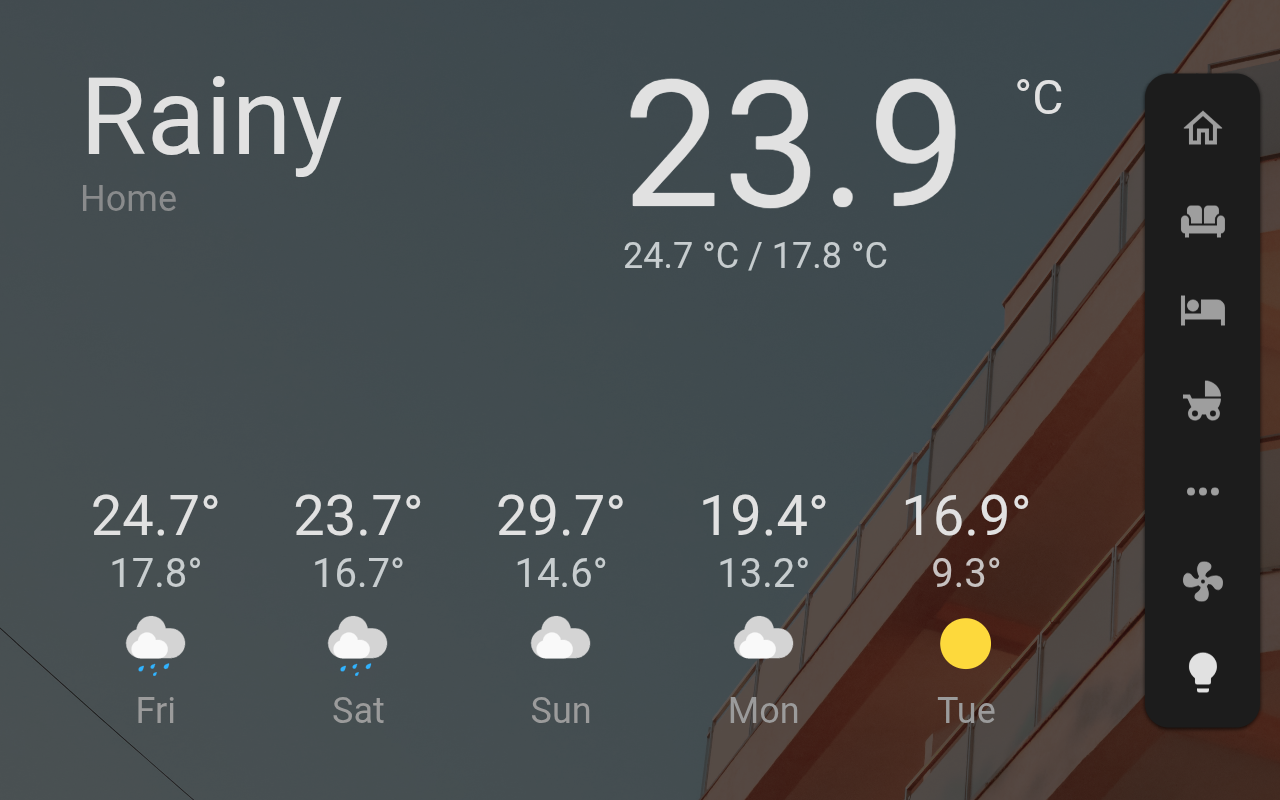 Rainy
Home
23.9 °C
24.7 °C / 17.8 °C
24.7° 23.7° 29.7° 19.4° 16.9°
17.8° 16.7° 14.6° 13.2° 9.3°
Fri Sat Sun Mon Tue